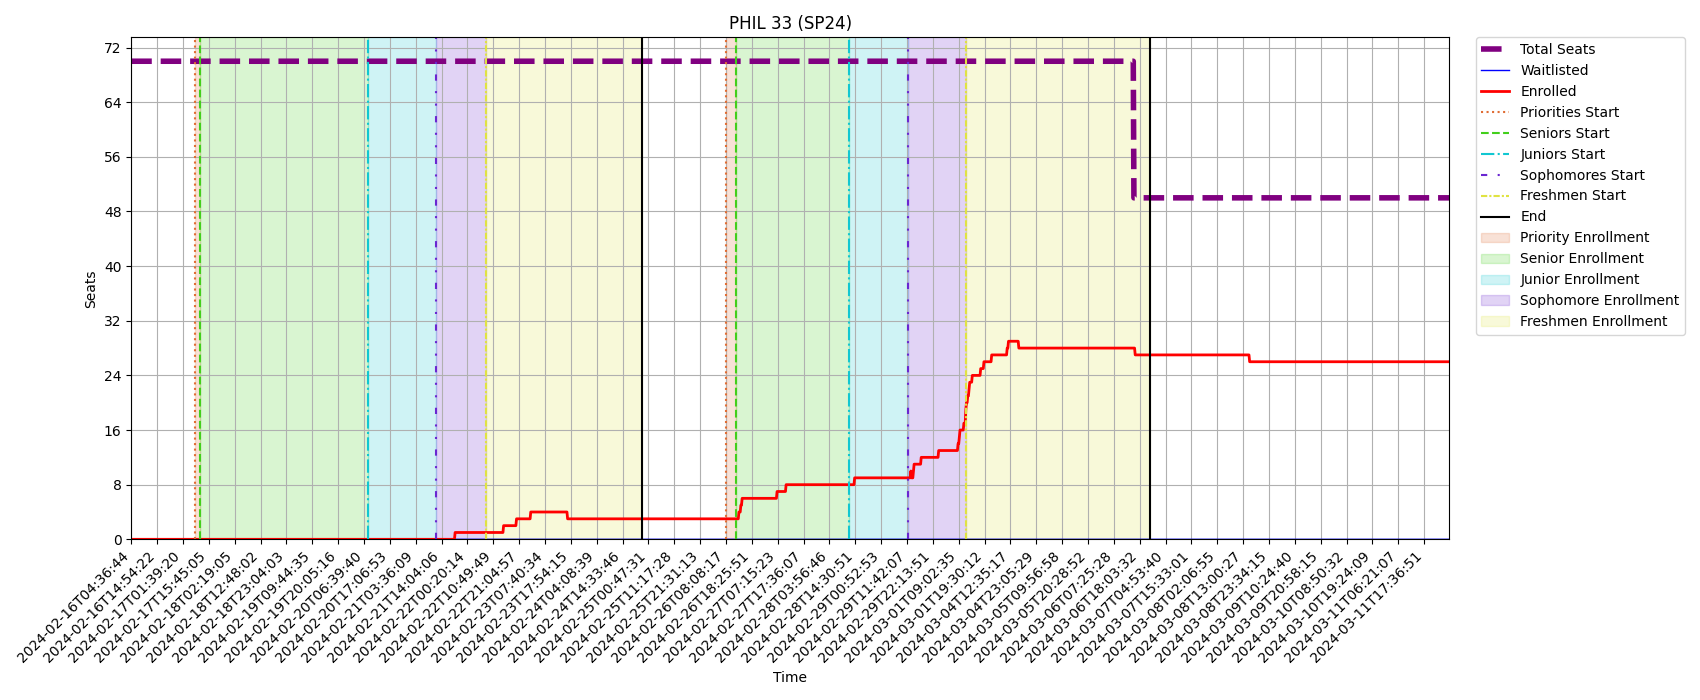 PHIL 33 (SP24)
Seats
72
64
56
48
40
32
24
16
8
0
2024-02-16T04:36:44
2024-02-16T14:54:22
2024-02-17T01:39:20
2024-02-17T15:45:05
2024-02-18T02:19:05
2024-02-18T12:48:02
2024-02-18T23:04:03
2024-02-19T09:44:35
2024-02-19T20:05:16
2024-02-20T06:39:40
2024-02-20T17:06:53
2024-02-21T03:36:09
2024-02-21T14:04:06
2024-02-22T00:20:14
2024-02-22T10:49:49
2024-02-22T21:04:57
2024-02-23T07:40:34
2024-02-23T17:54:15
2024-02-24T04:08:39
2024-02-24T14:33:46
2024-02-25T00:47:31
2024-02-25T11:17:28
2024-02-25T21:31:13
2024-02-26T08:08:17
2024-02-26T18:25:51
2024-02-27T07:15:23
2024-02-27T17:36:07
2024-02-28T03:56:46
2024-02-28T14:30:51
2024-02-29T00:52:53
2024-02-29T11:42:07
2024-02-29T22:13:51
2024-03-01T09:02:35
2024-03-01T19:30:12
2024-03-04T12:35:17
2024-03-04T23:05:29
2024-03-05T09:56:58
2024-03-05T20:28:52
2024-03-06T07:25:28
2024-03-06T18:03:32
2024-03-07T04:53:40
2024-03-07T15:33:01
2024-03-08T02:06:55
2024-03-08T13:00:27
2024-03-08T23:34:15
2024-03-09T10:24:40
2024-03-09T20:58:15
2024-03-10T08:50:32
2024-03-10T19:24:09
2024-03-11T06:21:07
2024-03-11T17:36:51
Time
Total Seats
Waitlisted
Enrolled
Priorities Start
Seniors Start
Juniors Start
Sophomores Start
Freshmen Start
End
Priority Enrollment
Senior Enrollment
Junior Enrollment
Sophomore Enrollment
Freshmen Enrollment